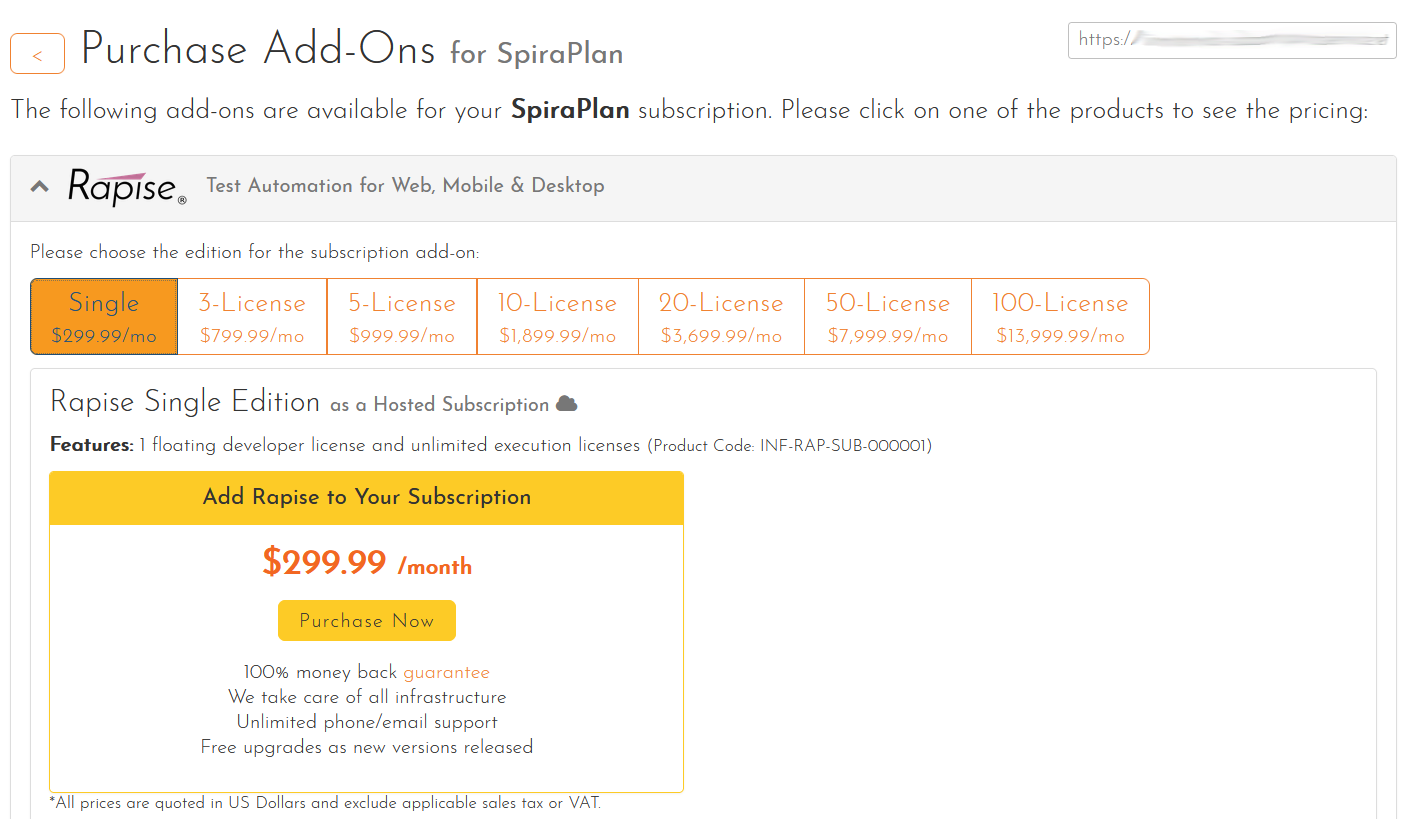 < Purchase Add-Ons for SpiraPlan https:/
The following add-ons are available for your SpiraPlan subscription. Please click on one of the products to see the pricing:
Rapise® Test Automation for Web, Mobile & Desktop
Please choose the edition for the subscription add-on:
Single 3-License 5-License 10-License 20-License 50-License 100-License
$299.99/mo $799.99/mo $999.99/mo $1,899.99/mo $3,699.99/mo $7,999.99/mo $13,999.99/mo
Rapise Single Edition as a Hosted Subscription
Features: 1 floating developer license and unlimited execution licenses (Product Code: INF-RAP-SUB-000001)
Add Rapise to Your Subscription
$299.99 /month
Purchase Now
100% money back guarantee
We take care of all infrastructure
Unlimited phone/email support
Free upgrades as new versions released
*All prices are quoted in US Dollars and exclude applicable sales tax or VAT.